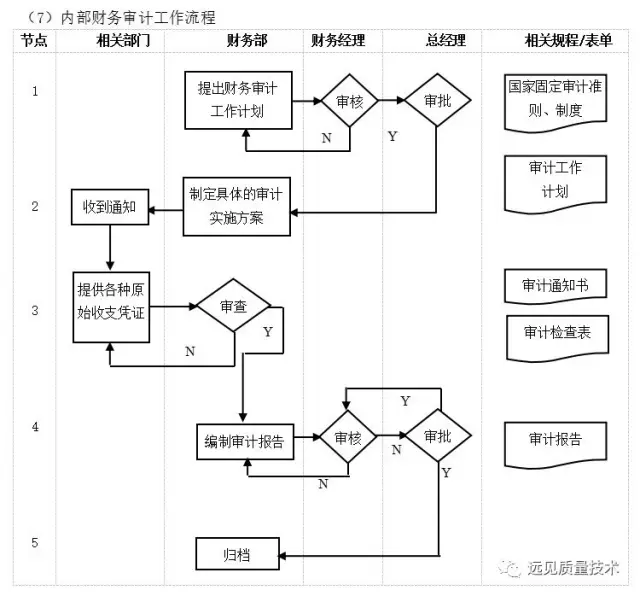 （7）内部财务审计工作流程
节点 相关部门 财务部 财务经理 总经理 相关规程/表单
1
提出财务审计
工作计划
审核
审批
N
Y
国家固定审计准
则、制度
2
收到通知
制定具体的审计
实施方案
审计工作
计划
3
提供各种原
始收支凭证
审查
Y
N
审计通知书
审计检查表
4
编制审计报告
审核
审批
Y
N
N
Y
审计报告
5
归档
远见质量技术